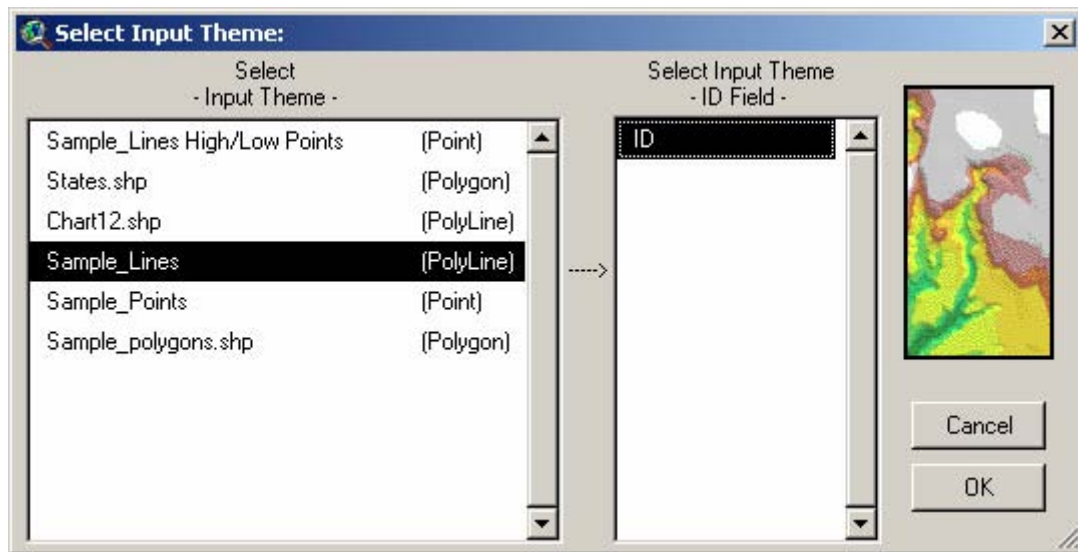 Select Input Theme:
Select
- Input Theme -
Sample_Lines High/Low Points (Point)
States.shp (Polygon)
Chart12.shp (PolyLine)
Sample_Lines (PolyLine)
Sample_Points (Point)
Sample_polygons.shp (Polygon)
----->
Select Input Theme
- ID Field -
ID
Cancel
OK